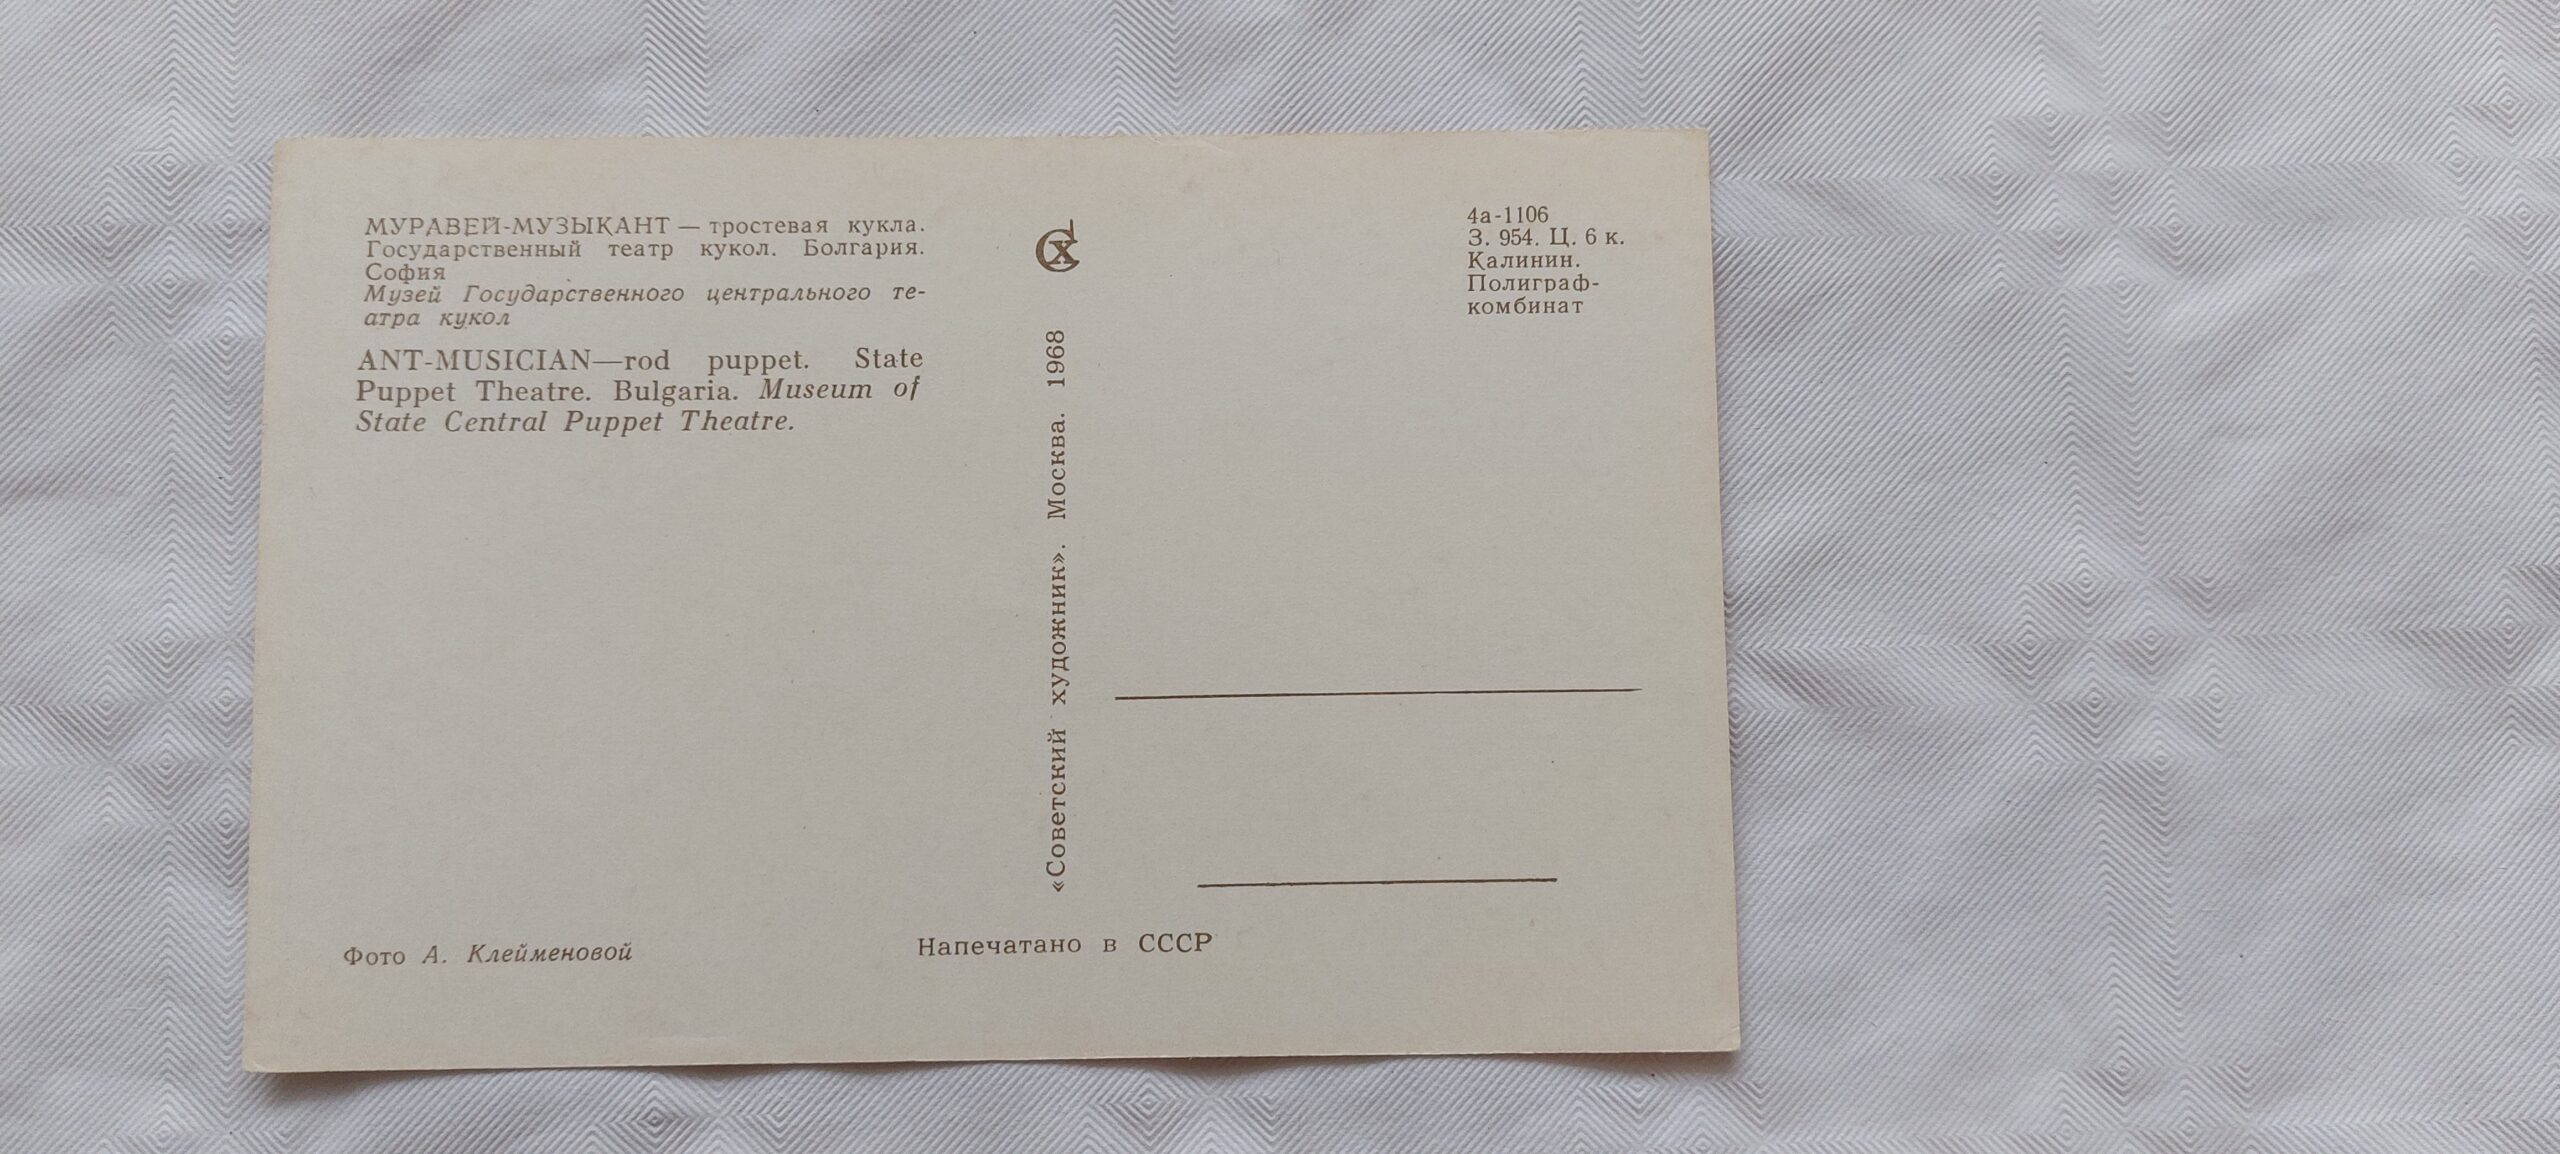 МУРАВЕЙ-МУЗЫКАНТ — тростевая кукла.
Государственный театр кукол. Болгария.
София
Музей Государственного центрального те-
атра кукол
ANT-MUSICIAN—rod puppet. State
Puppet Theatre. Bulgaria. Museum of
State Central Puppet Theatre.
Фото А. Клейменовой
СХ
«Советский художник». Москва. 1968
Напечатано в СССР
4а-1106
З. 954. Ц. 6 к.
Калинин.
Полиграф-
комбинат